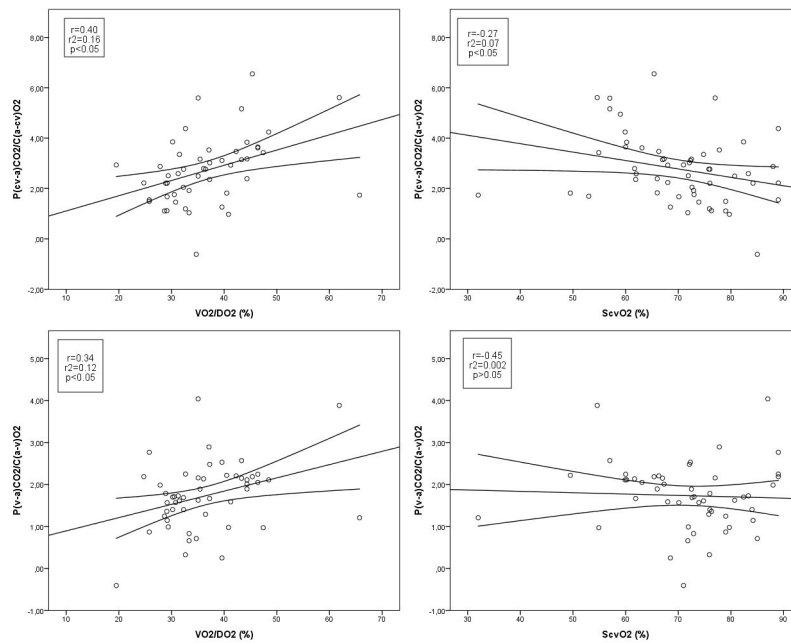 r=0.40
r2=0.16
p<0.05
P(cv-a)CO2/C(a-cv)O2
8,00
6,00
4,00
2,00
,00
-2,00
10 20 30 40 50 60 70
VO2/DO2 (%)
r=-0.27
r2=0.07
p<0.05
P(cv-a)CO2/C(a-cv)O2
8,00
6,00
4,00
2,00
,00
-2,00
30 40 50 60 70 80 90
ScvO2 (%)
r=0.34
r2=0.12
p<0.05
P(v-a)CO2/C(a-v)O2
5,00
4,00
3,00
2,00
1,00
,00
-1,00
10 20 30 40 50 60 70
VO2/DO2 (%)
r=-0.45
r2=0.002
p>0.05
P(v-a)CO2/C(a-v)O2
5,00
4,00
3,00
2,00
1,00
,00
-1,00
30 40 50 60 70 80 90
ScvO2 (%)